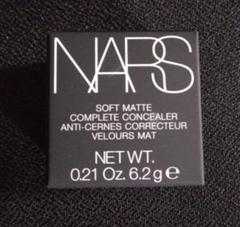 NARS
SOFT MATTE
COMPLETE CONCEALER
ANTI-CERNES CORRECTEUR
VELOURS MAT
NET WT.
0.21 Oz. 6.2 g ℮